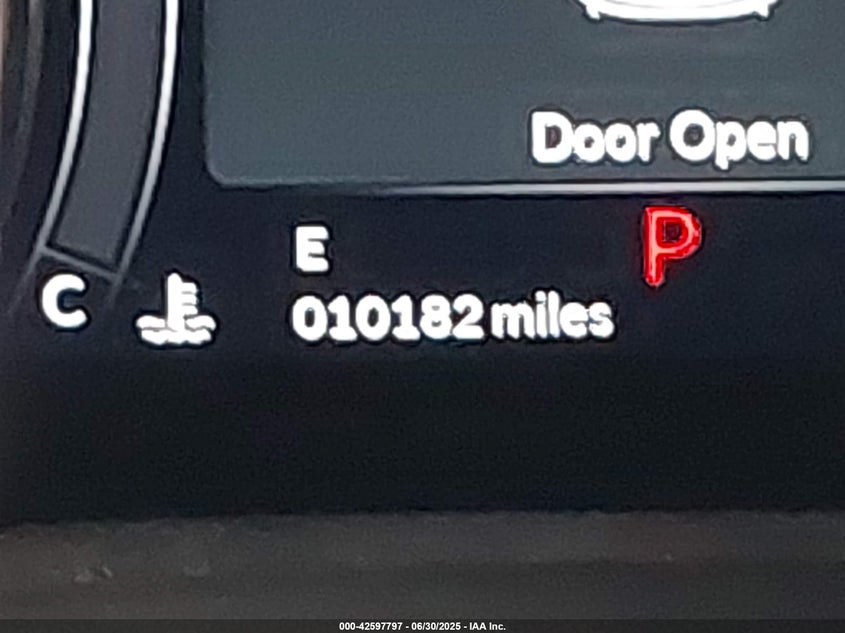 Door Open
E
P
C
010182 miles
000-42597797 - 06/30/2025 - IAA Inc.